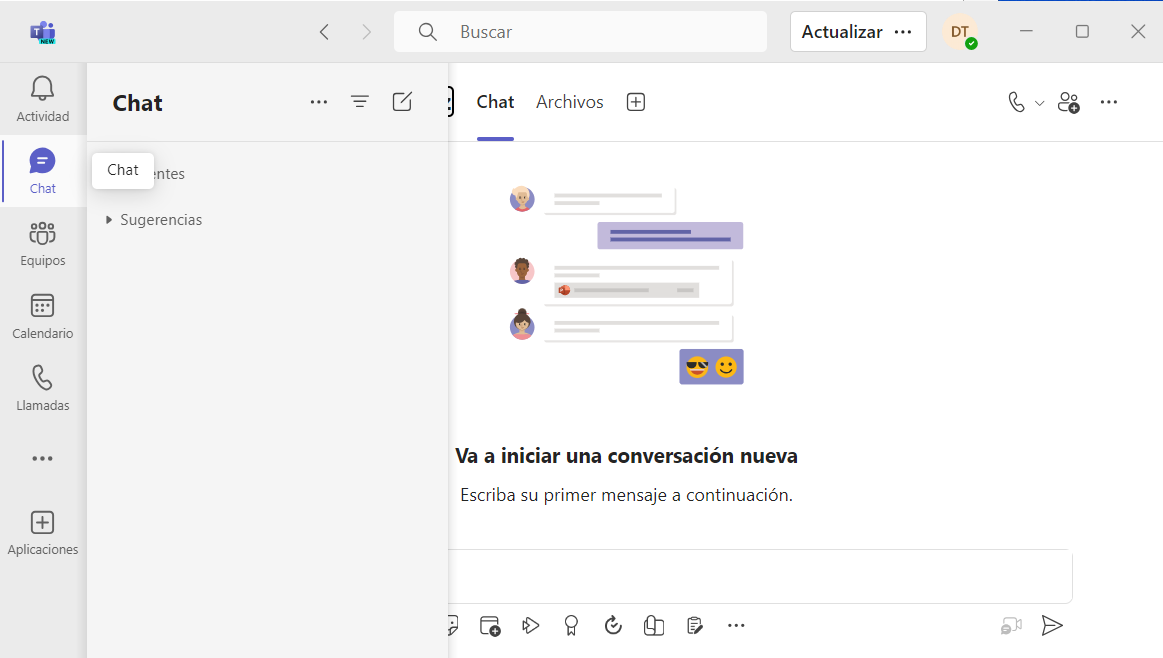 NEW
Buscar
Actualizar
DT
Actividad
Chat
Equipos
Calendario
Llamadas
Aplicaciones
Chat
Chat
entes
Sugerencias
Chat
Archivos
Va a iniciar una conversación nueva
Escriba su primer mensaje a continuación.